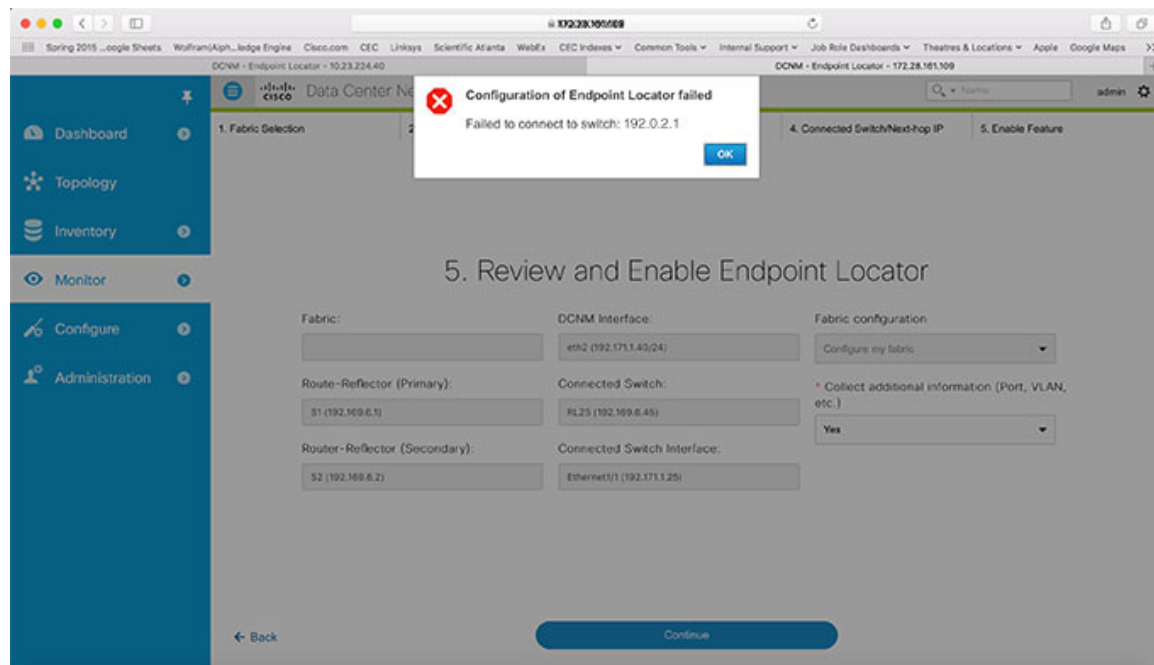 Spring 2015 ...oogle Sheets Wolfram|Alph...ledge Engine Cisco.com CEC Linksys Scientific Atlanta WebEx CEC Indexes Common Tools Internal Support Job Role Dashboards Theatres & Locations Apple Google Maps
DCNM - Endpoint Locator - 10.23.224.40
DCNM - Endpoint Locator - 172.28.161.109
CISCO Data Center Ne
Name
admin
Configuration of Endpoint Locator failed
Failed to connect to switch: 192.0.2.1
OK
1. Fabric Selection
2
4. Connected Switch/Next-hop IP
5. Enable Feature
Dashboard
Topology
Inventory
Monitor
Configure
Administration
5. Review and Enable Endpoint Locator
Fabric:
DCNM Interface:
eth2 (192.171.1.40/24)
Fabric configuration
Configure my fabric
Route-Reflector (Primary):
S1 (192.169.6.1)
Connected Switch:
RL25 (192.169.6.45)
* Collect additional information (Port, VLAN,
etc.)
Yes
Router-Reflector (Secondary):
S2 (192.169.6.2)
Connected Switch Interface:
Ethernet1/1 (192.171.1.25)
Back
Continue